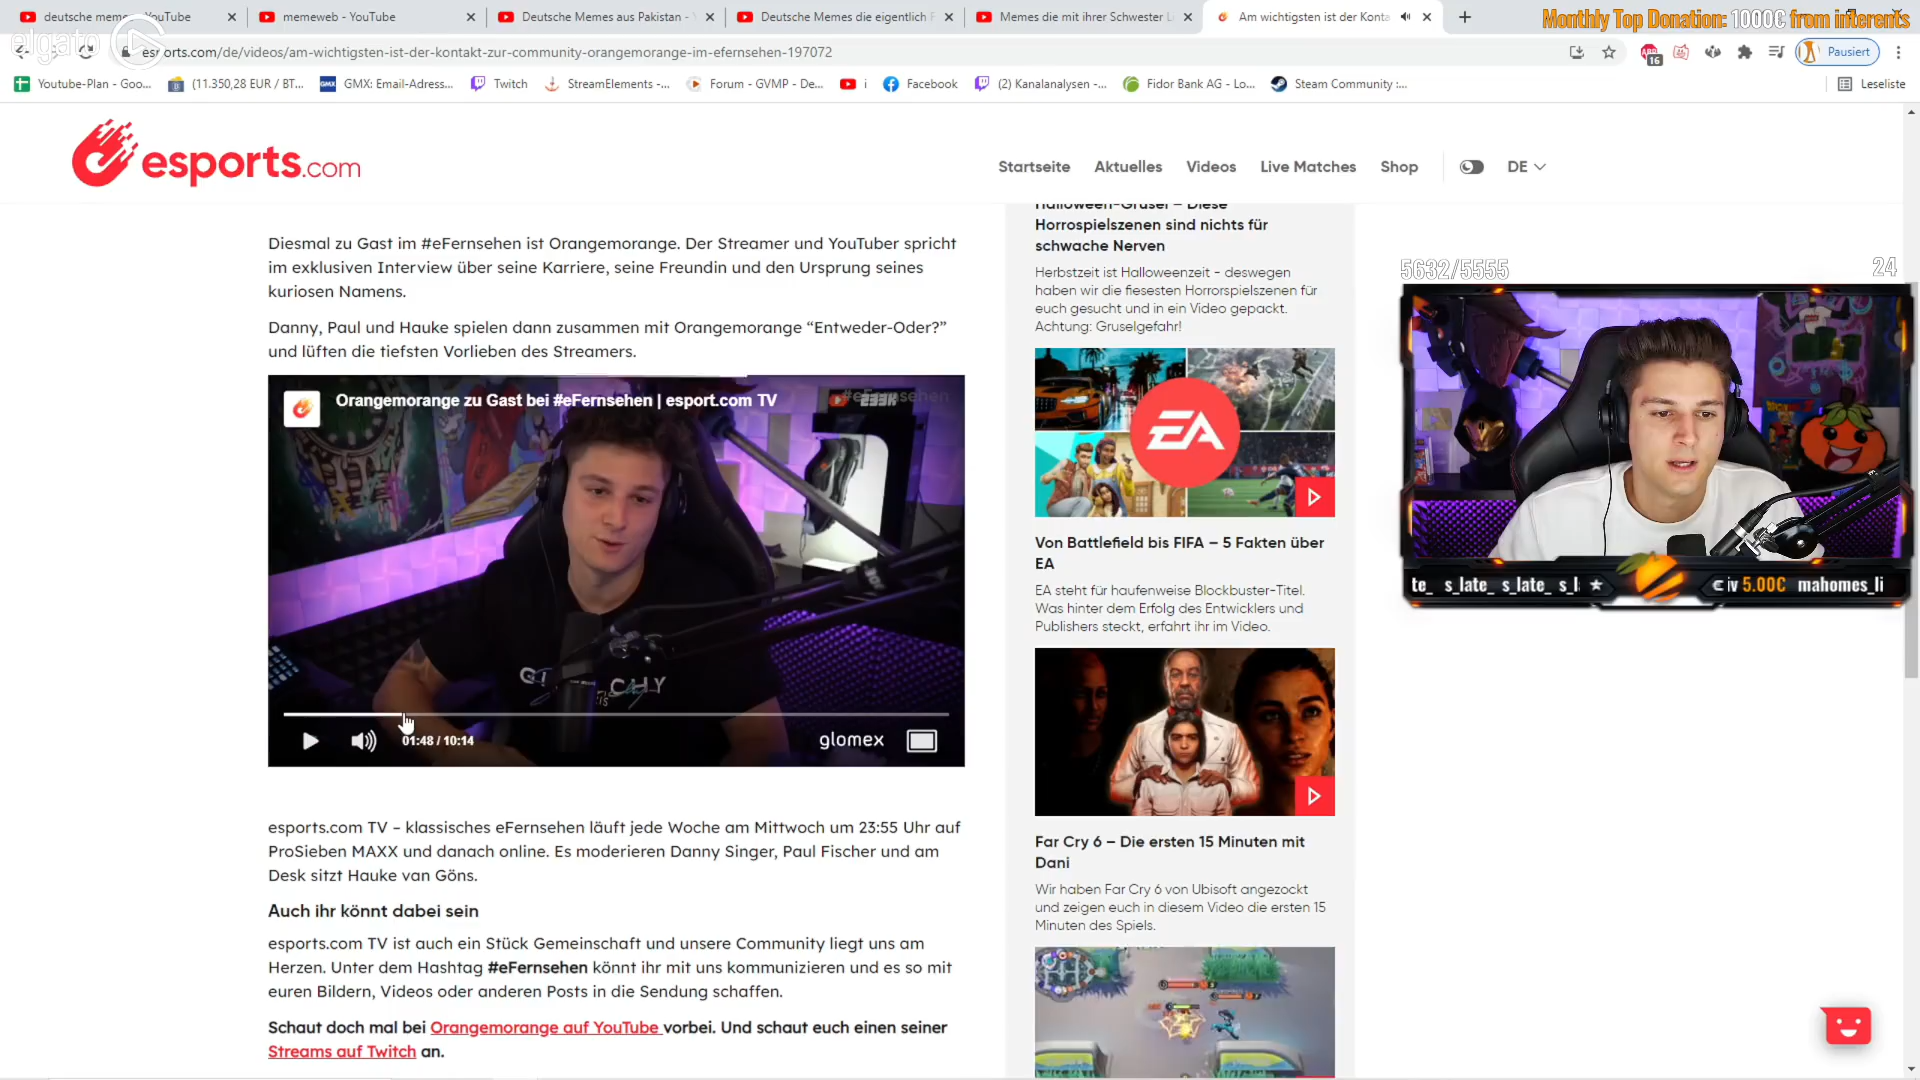 deutsche meme
YouTube
memeweb - YouTube
Deutsche Memes aus Pakistan -
Deutsche Memes die eigentlich F
Memes die mit ihrer Schwester L
Am wichtigsten ist der Konta
Monthly Top Donation: 1000€ from interents
elgato
esports.com/de/videos/am-wichtigsten-ist-der-kontakt-zur-community-orangemorange-im-efernsehen-197072
16
Pausiert
Youtube-Plan - Goo...
(11.350,28 EUR / BT...
GMX: Email-Adress...
Twitch
StreamElements -...
Forum - GVMP - De...
i
Facebook
(2) Kanalanalysen -...
Fidor Bank AG - Lo...
Steam Community :...
Leseliste
esports.com
Startseite
Aktuelles
Videos
Live Matches
Shop
DE
Diesmal zu Gast im #eFernsehen ist Orangemorange. Der Streamer und YouTuber spricht
im exklusiven Interview über seine Karriere, seine Freundin und den Ursprung seines
kuriosen Namens.
Danny, Paul und Hauke spielen dann zusammen mit Orangemorange “Entweder-Oder?”
und lüften die tiefsten Vorlieben des Streamers.
Orangemorange zu Gast bei #eFernsehen | esport.com TV
#eFernsehen
01:48 / 10:14
glomex
esports.com TV – klassisches eFernsehen läuft jede Woche am Mittwoch um 23:55 Uhr auf
ProSieben MAXX und danach online. Es moderieren Danny Singer, Paul Fischer und am
Desk sitzt Hauke van Göns.
Auch ihr könnt dabei sein
esports.com TV ist auch ein Stück Gemeinschaft und unsere Community liegt uns am
Herzen. Unter dem Hashtag #eFernsehen könnt ihr mit uns kommunizieren und es so mit
euren Bildern, Videos oder anderen Posts in die Sendung schaffen.
Schaut doch mal bei Orangemorange auf YouTube vorbei. Und schaut euch einen seiner
Streams auf Twitch an.
Halloween-Grusel – Diese
Horrospielszenen sind nichts für
schwache Nerven
Herbstzeit ist Halloweenzeit - deswegen
haben wir die fiesesten Horrorspielszenen für
euch gesucht und in ein Video gepackt.
Achtung: Gruselgefahr!
EA
Von Battlefield bis FIFA – 5 Fakten über
EA
EA steht für haufenweise Blockbuster-Titel.
Was hinter dem Erfolg des Entwicklers und
Publishers steckt, erfahrt ihr im Video.
Far Cry 6 – Die ersten 15 Minuten mit
Dani
Wir haben Far Cry 6 von Ubisoft angezockt
und zeigen euch in diesem Video die ersten 15
Minuten des Spiels.
5632/5555
24
te_ s_late_ s_late_ s_l
iv 5.00€ mahomes_li